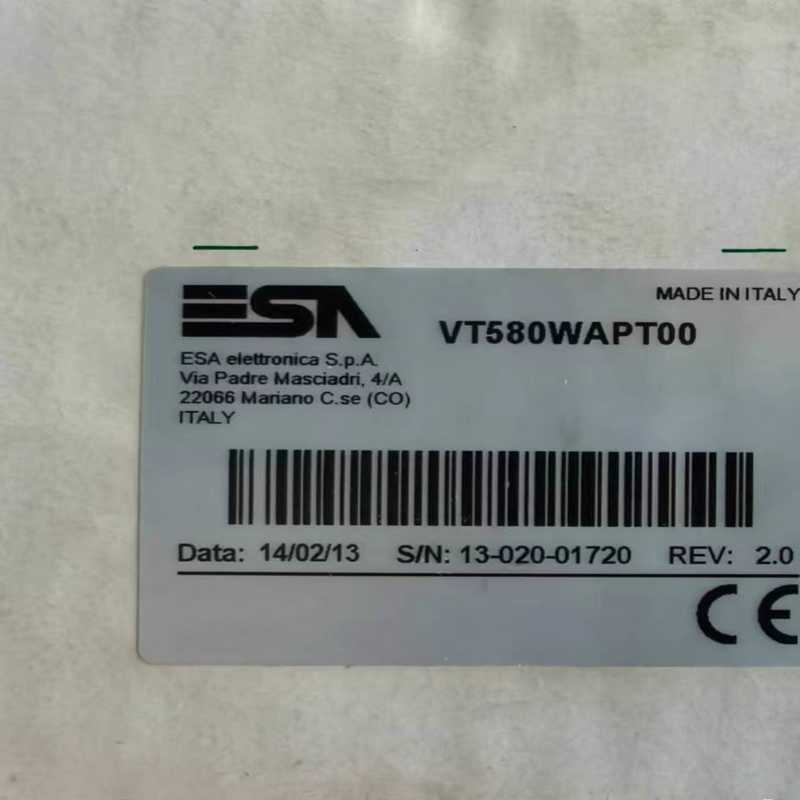 ESA
MADE IN ITALY
VT580WAPT00
ESA elettronica S.p.A.
Via Padre Masciadri, 4/A
22066 Mariano C.se (CO)
ITALY
Data: 14/02/13 S/N: 13-020-01720 REV: 2.0
CE